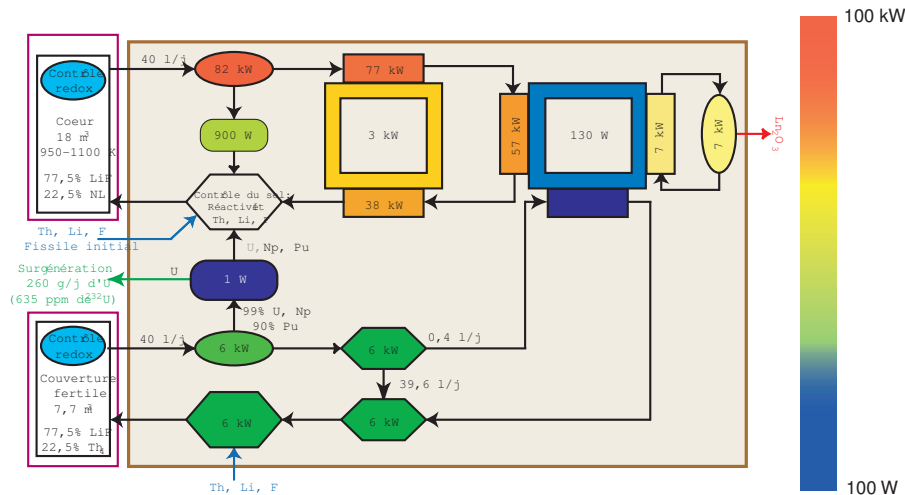 100 kW
40 l/j
82 kW
77 kW
Contrôle
redox
Coeur
18 m³
950-1100 K
77,5% LiF
22,5% NL
900 W
3 kW
57 kW
130 W
7 kW
7 kW
Ln₂O₃
Contrôle du sel:
Réactivité
Th, Li, F
38 kW
Th, Li, F
Fissile initial
U, Np, Pu
Surgénération
260 g/j d'U
(635 ppm de ²³²U)
U
1 W
99% U, Np
90% Pu
40 l/j
6 kW
6 kW
0,4 l/j
Contrôle
redox
Couverture
fertile
7,7 m³
77,5% LiF
22,5% Th
39,6 l/j
6 kW
6 kW
Th, Li, F
100 W